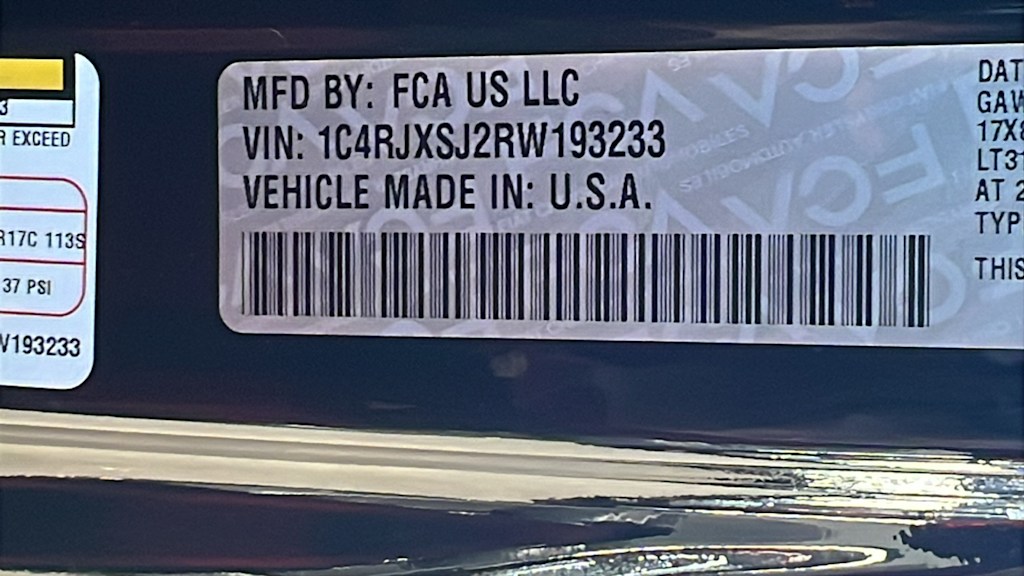 3
R EXCEED
R17C 113S
37 PSI
W193233
MFD BY: FCA US LLC
VIN: 1C4RJXSJ2RW193233
VEHICLE MADE IN: U.S.A.
DAT
GAW
17X8
LT31
AT 2
TYP
THIS